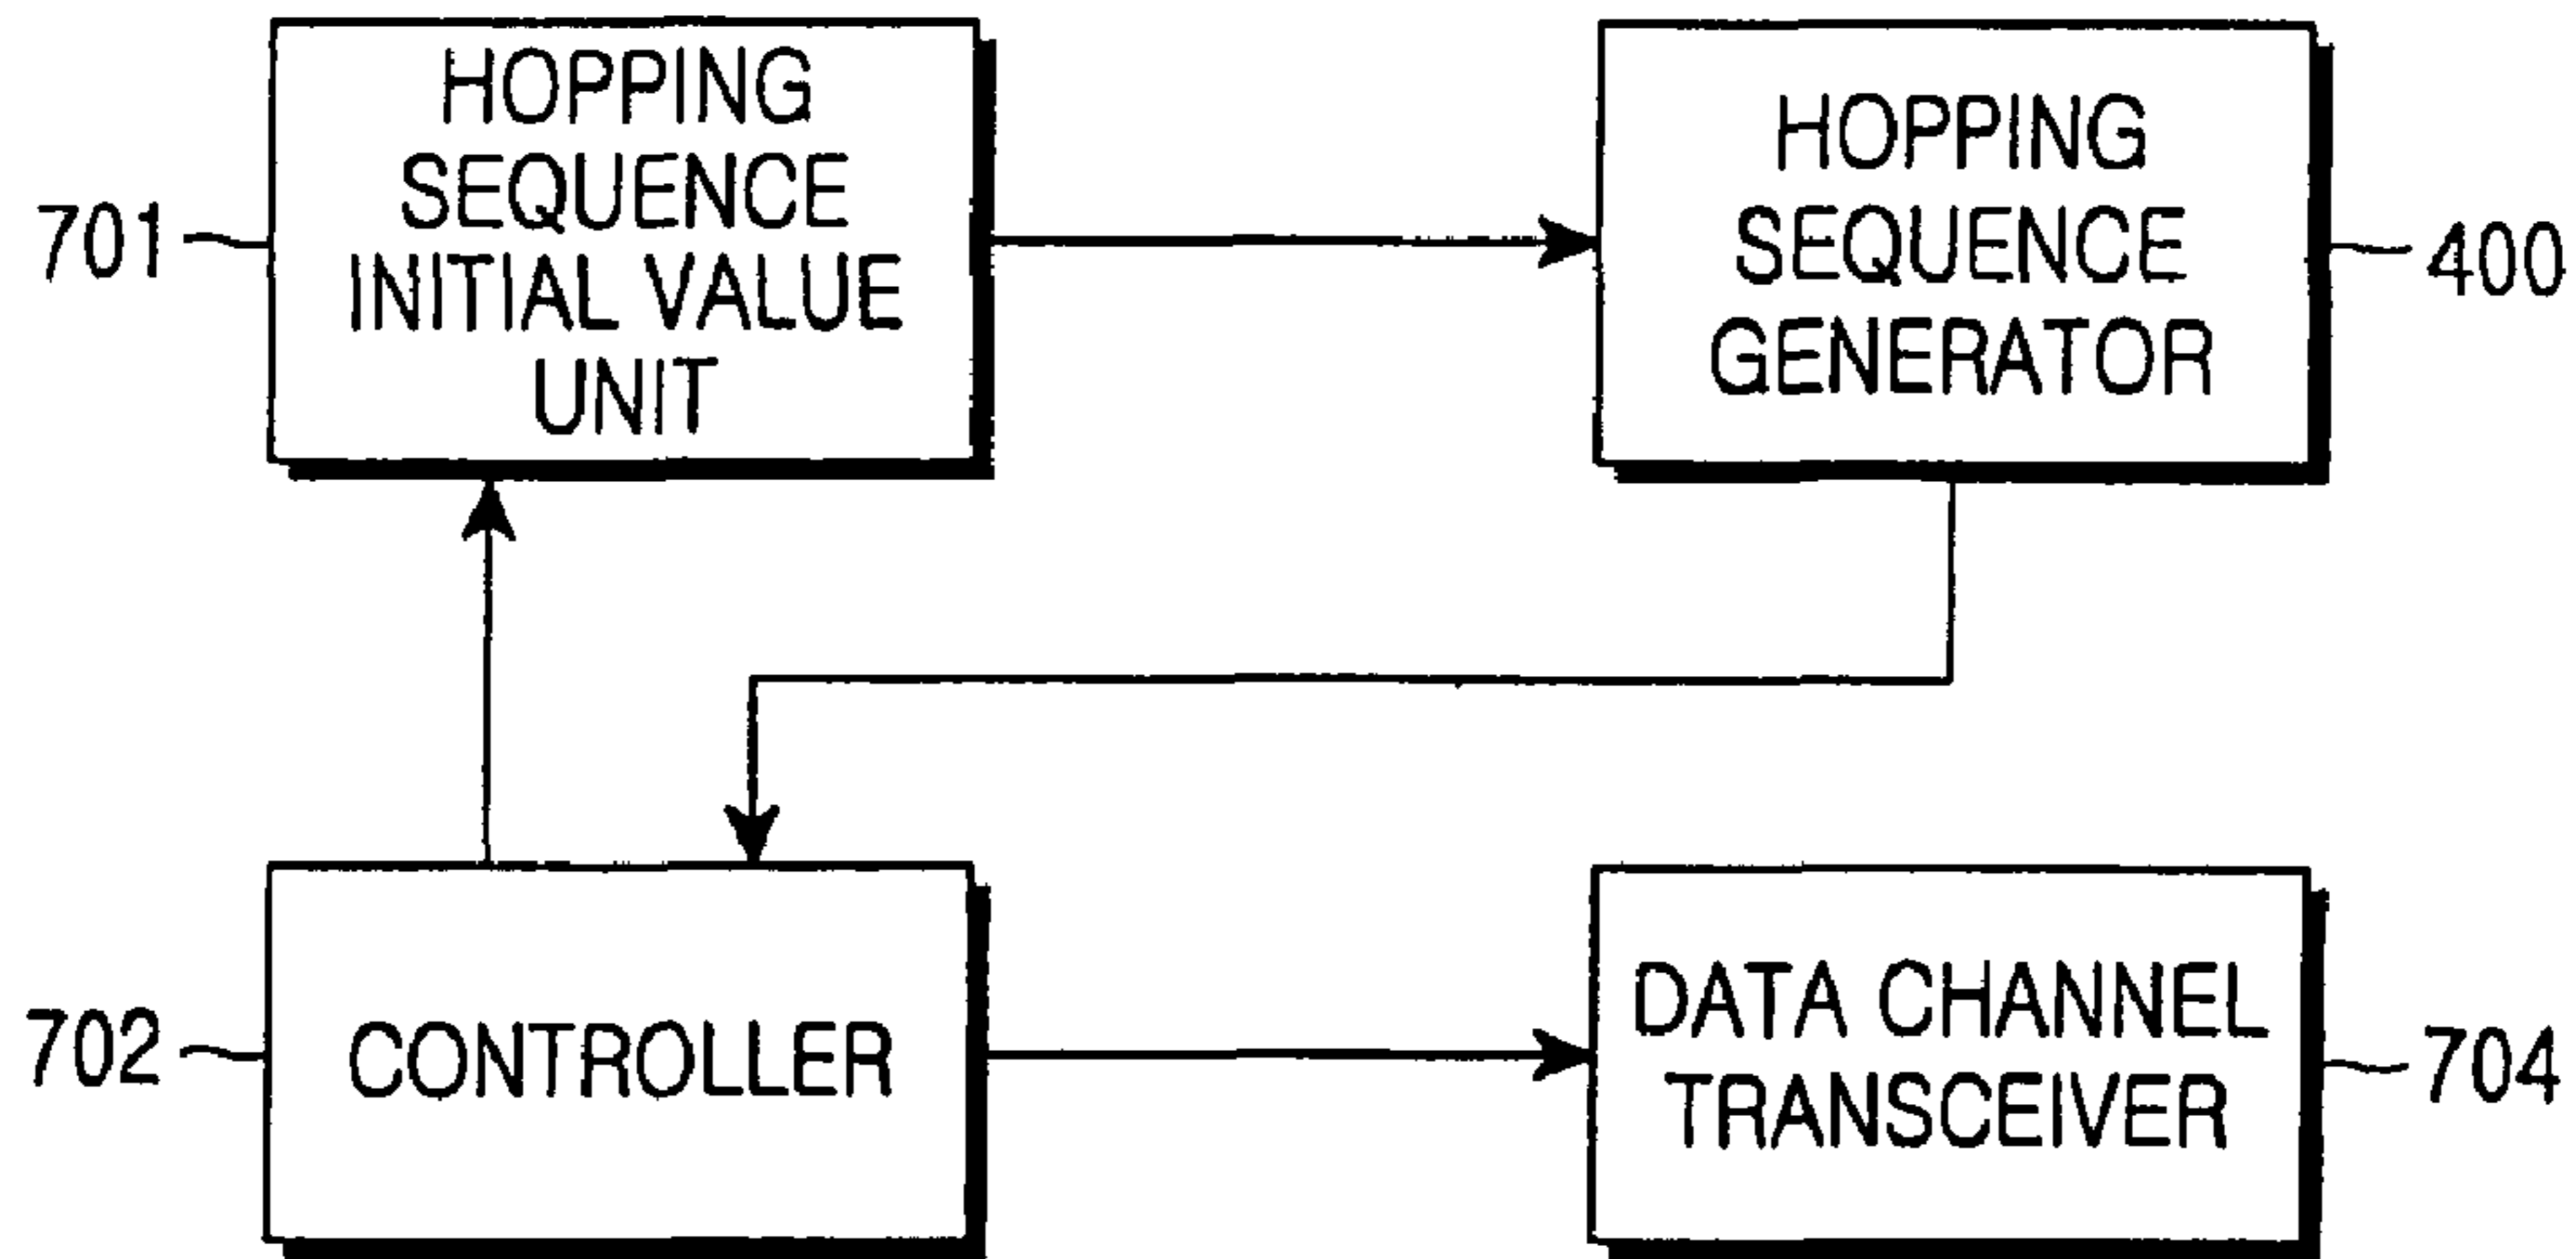 HOPPING
SEQUENCE
INITIAL VALUE
UNIT
701
HOPPING
SEQUENCE
GENERATOR
400
CONTROLLER
702
DATA CHANNEL
TRANSCEIVER
704